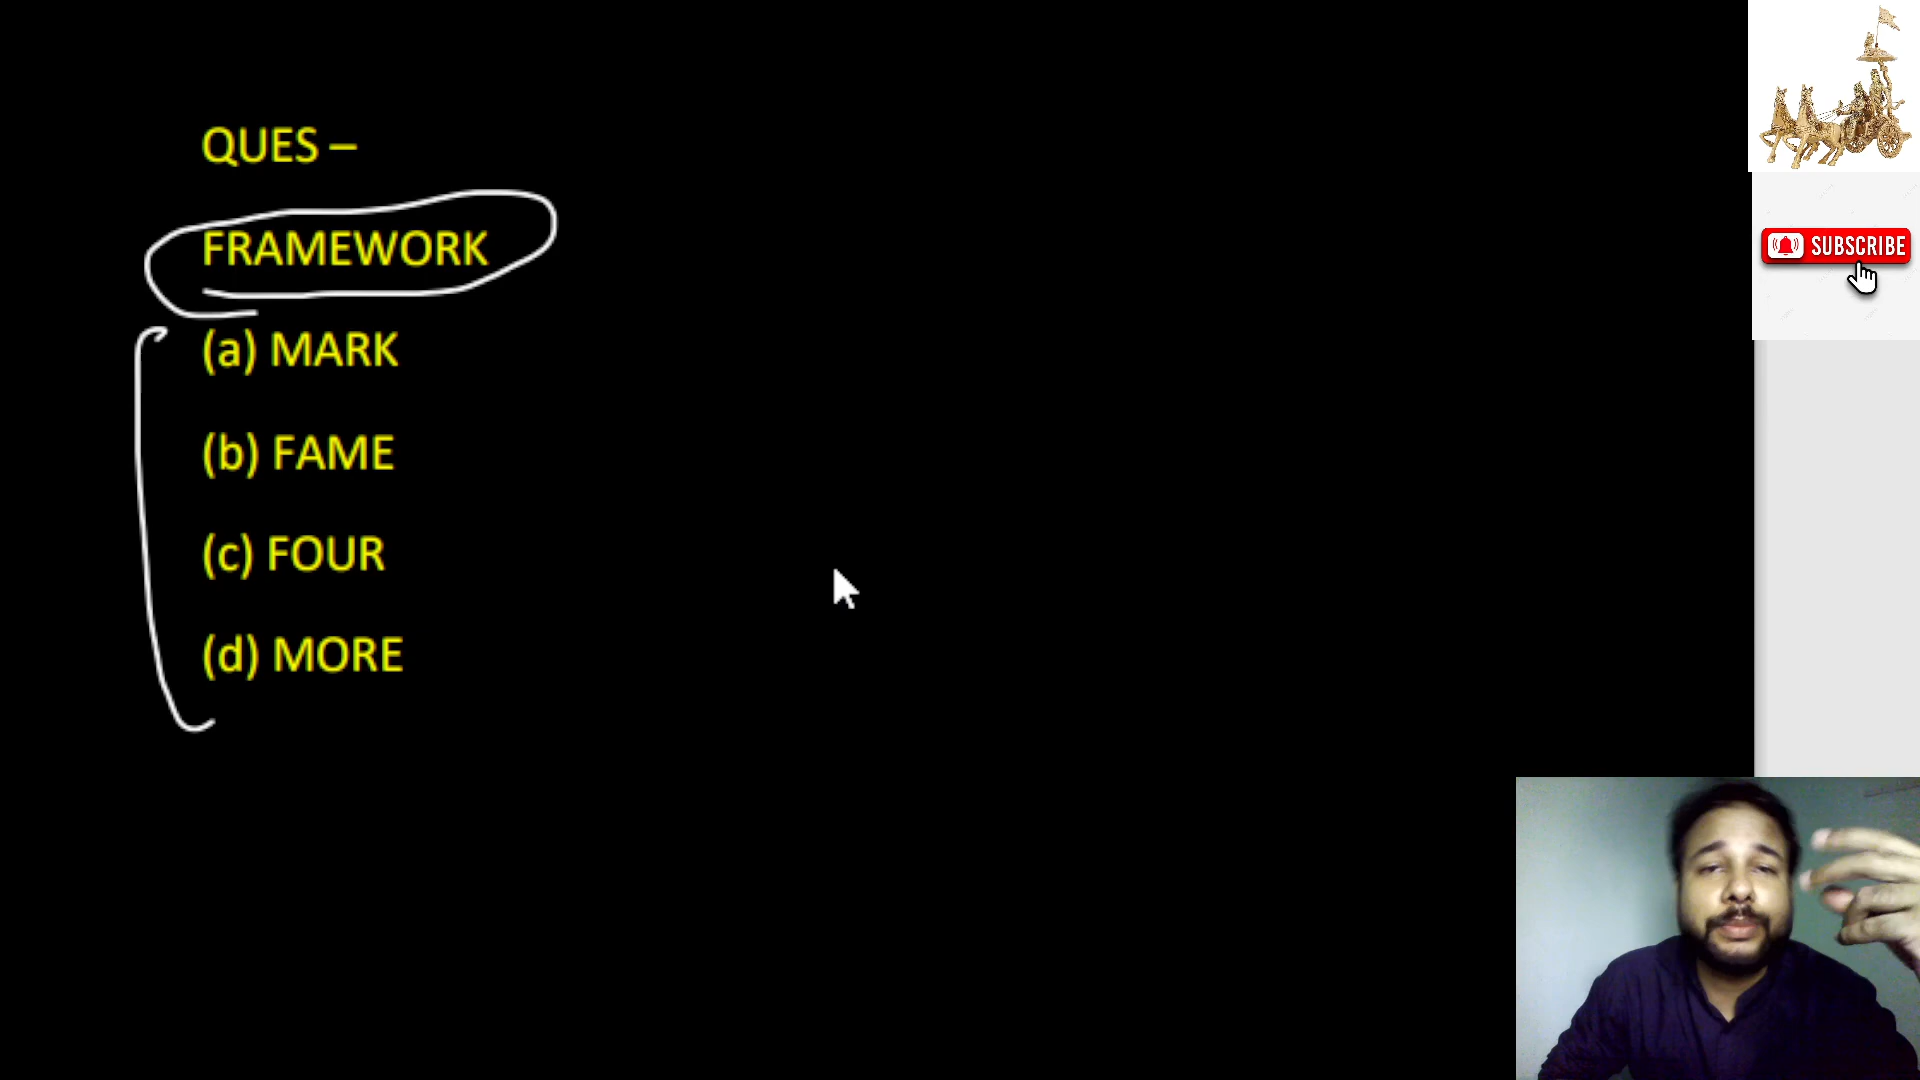 QUES –
FRAMEWORK
(a) MARK
(b) FAME
(c) FOUR
(d) MORE
SUBSCRIBE